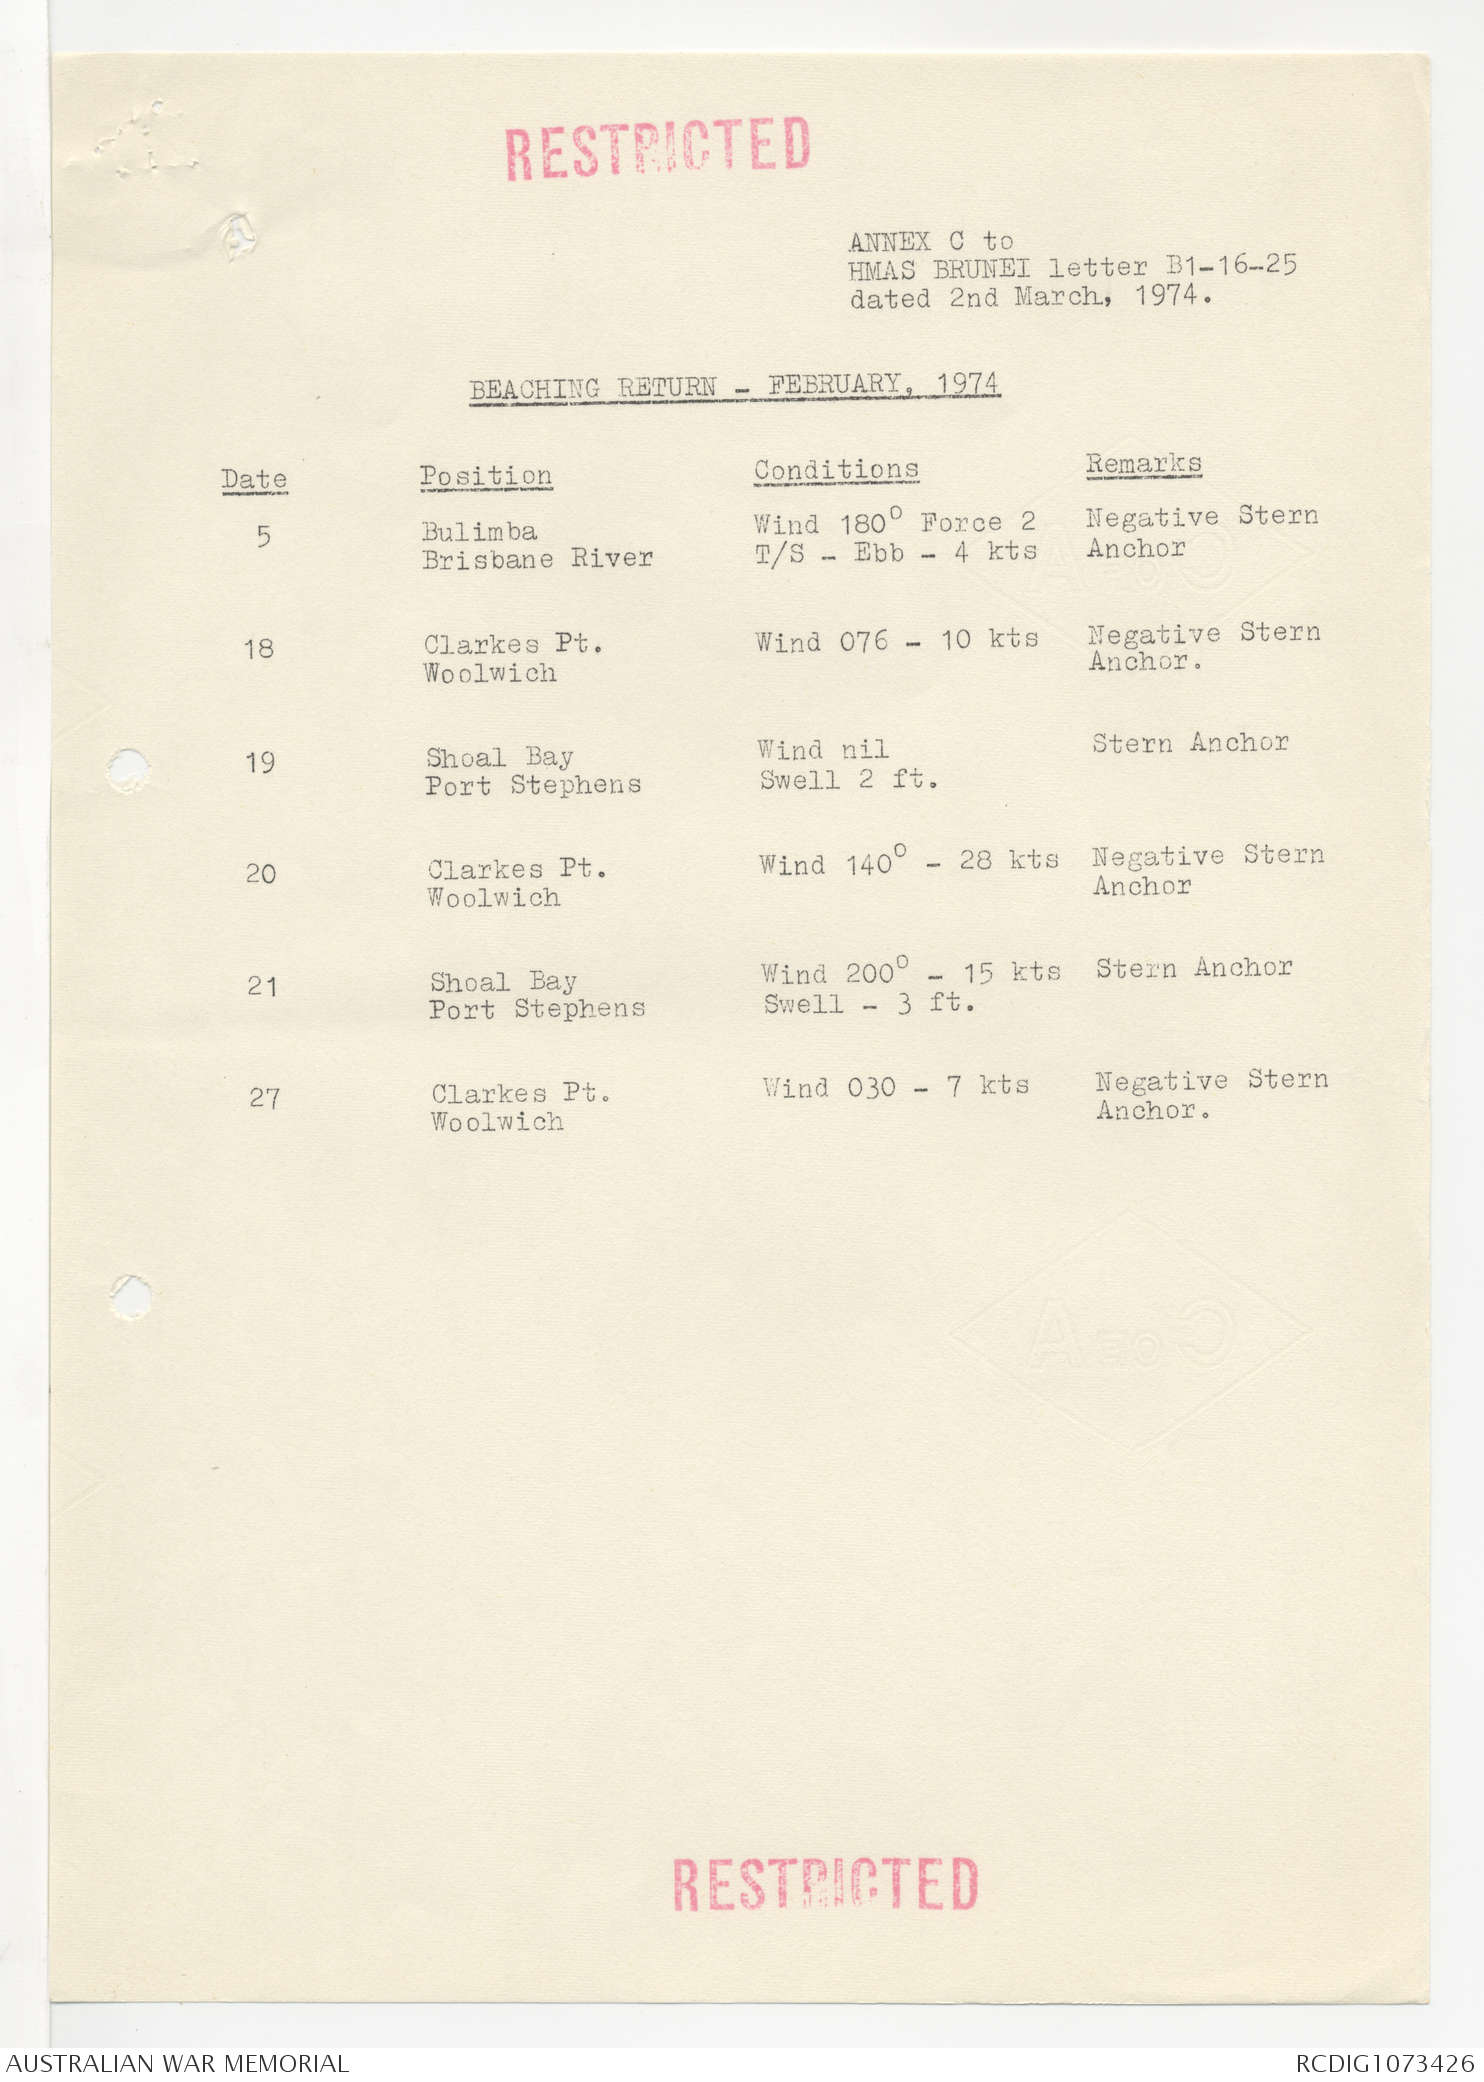 RESTRICTED
ANNEX C to
HMAS BRUNEI letter B1-16-25
dated 2nd March, 1974.
BEACHING RETURN - FEBRUARY, 1974
Date Position Conditions Remarks
5 Bulimba Wind 180° Force 2 Negative Stern
Brisbane River T/S - Ebb - 4 kts Anchor
18 Clarkes Pt. Wind 076 - 10 kts Negative Stern
Woolwich Anchor.
19 Shoal Bay Wind nil Stern Anchor
Port Stephens Swell 2 ft.
20 Clarkes Pt. Wind 140° - 28 kts Negative Stern
Woolwich Anchor
21 Shoal Bay Wind 200° - 15 kts Stern Anchor
Port Stephens Swell - 3 ft.
27 Clarkes Pt. Wind 030 - 7 kts Negative Stern
Woolwich Anchor.
C OF A
RESTRICTED
AUSTRALIAN WAR MEMORIAL RCDIG1073426